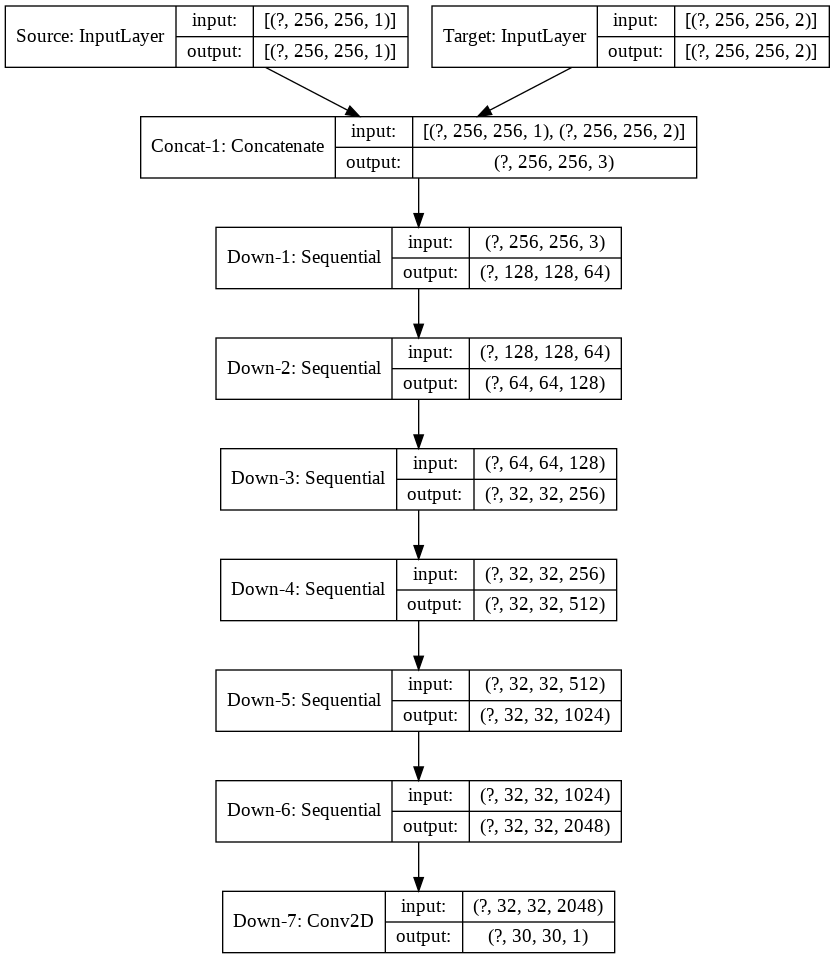 Source: InputLayer
input:
[(?, 256, 256, 1)]
output:
[(?, 256, 256, 1)]
Target: InputLayer
input:
[(?, 256, 256, 2)]
output:
[(?, 256, 256, 2)]
Concat-1: Concatenate
input:
[(?, 256, 256, 1), (?, 256, 256, 2)]
output:
(?, 256, 256, 3)
Down-1: Sequential
input:
(?, 256, 256, 3)
output:
(?, 128, 128, 64)
Down-2: Sequential
input:
(?, 128, 128, 64)
output:
(?, 64, 64, 128)
Down-3: Sequential
input:
(?, 64, 64, 128)
output:
(?, 32, 32, 256)
Down-4: Sequential
input:
(?, 32, 32, 256)
output:
(?, 32, 32, 512)
Down-5: Sequential
input:
(?, 32, 32, 512)
output:
(?, 32, 32, 1024)
Down-6: Sequential
input:
(?, 32, 32, 1024)
output:
(?, 32, 32, 2048)
Down-7: Conv2D
input:
(?, 32, 32, 2048)
output:
(?, 30, 30, 1)